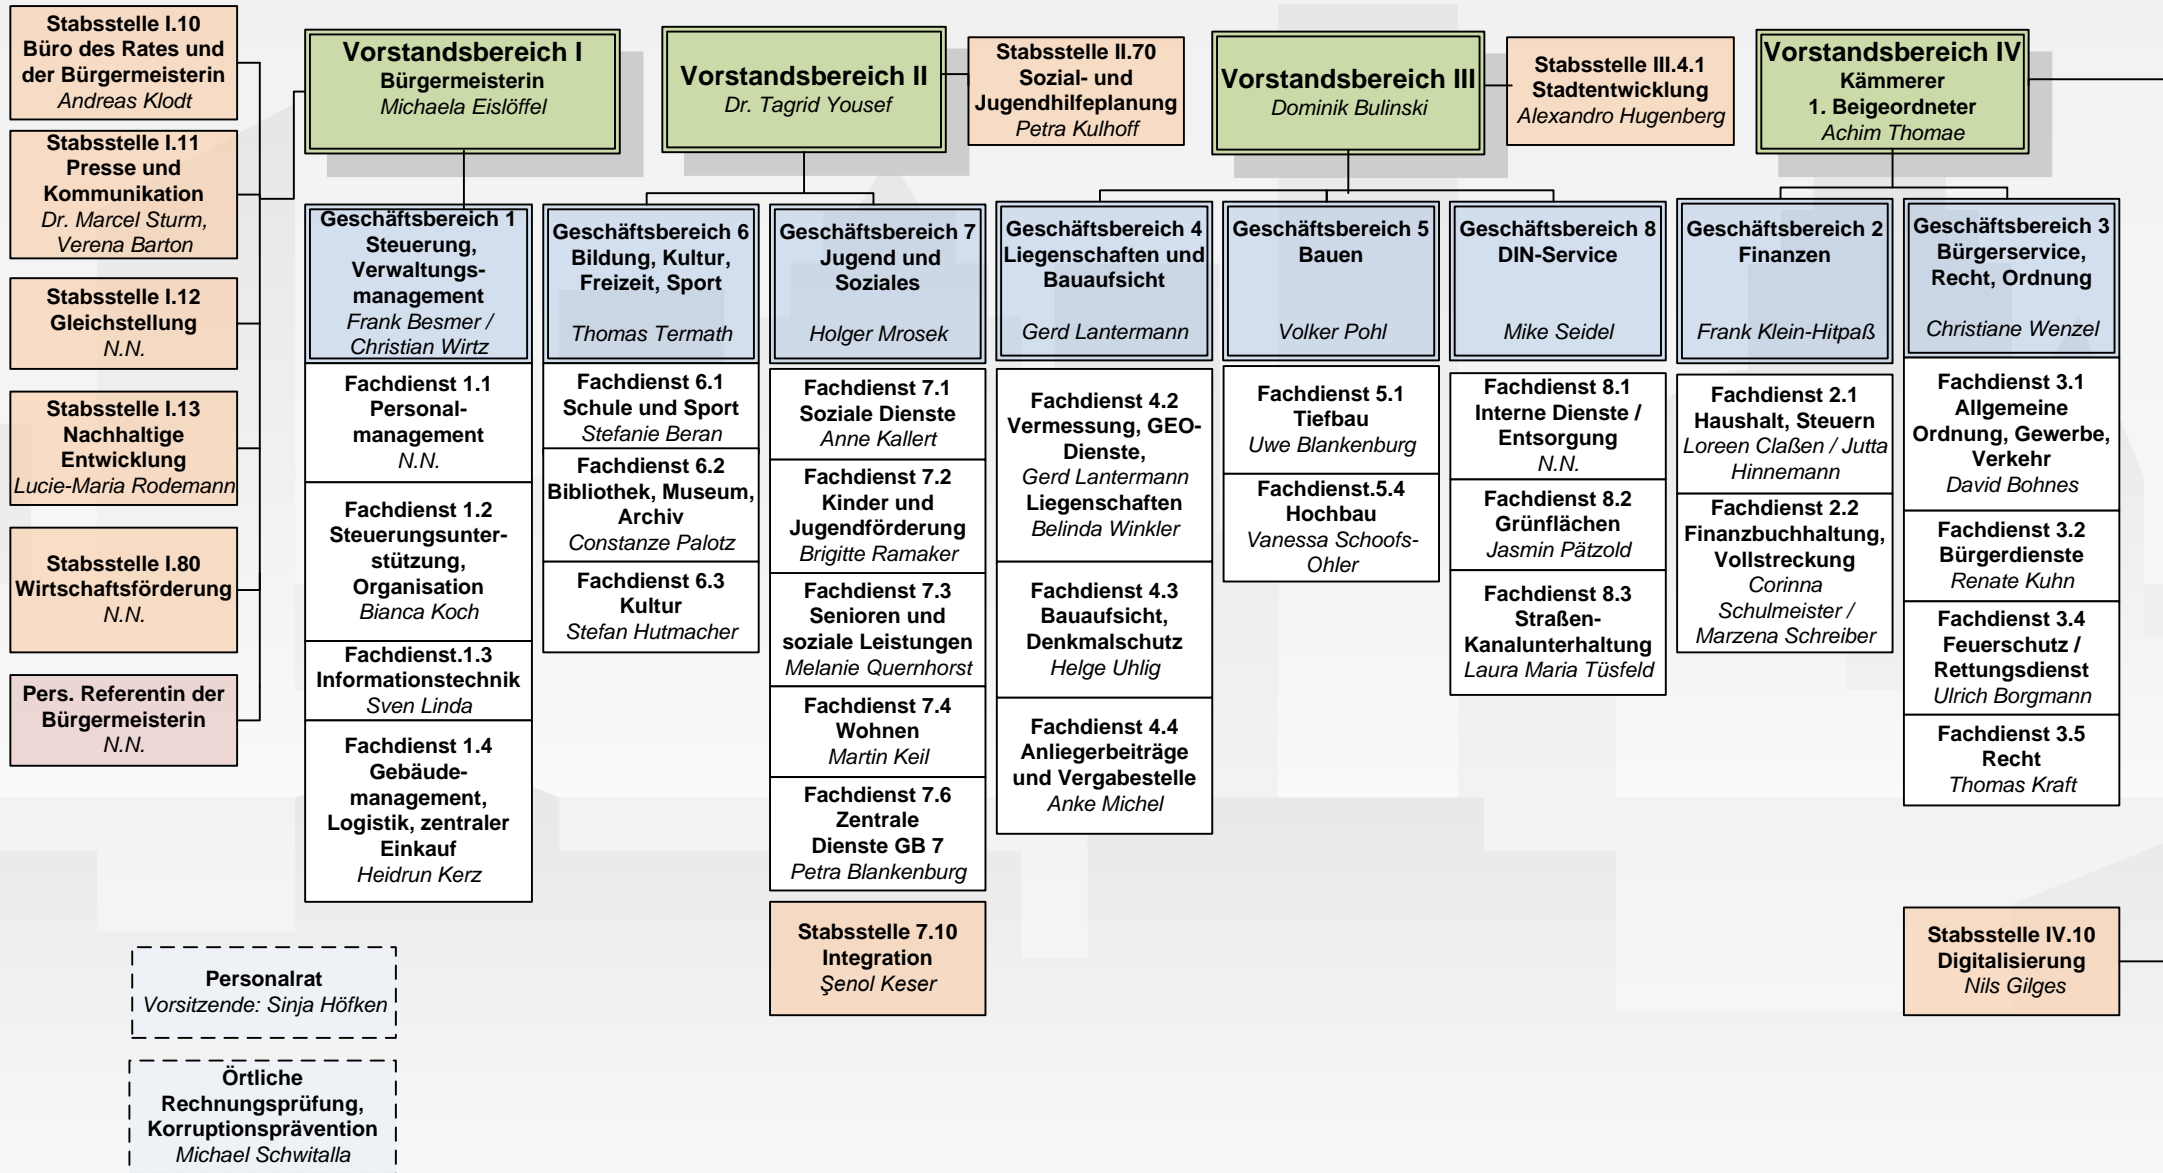 Stabsstelle I.10
Büro des Rates und
der Bürgermeisterin
Andreas Klodt
Stabsstelle I.11
Presse und
Kommunikation
Dr. Marcel Sturm,
Verena Barton
Stabsstelle I.12
Gleichstellung
N.N.
Stabsstelle I.13
Nachhaltige
Entwicklung
Lucie-Maria Rodemann
Stabsstelle I.80
Wirtschaftsförderung
N.N.
Pers. Referentin der
Bürgermeisterin
N.N.
Vorstandsbereich I
Bürgermeisterin
Michaela Eislöffel
Vorstandsbereich II
Dr. Tagrid Yousef
Stabsstelle II.70
Sozial- und
Jugendhilfeplanung
Petra Kulhoff
Vorstandsbereich III
Dominik Bulinski
Stabsstelle III.4.1
Stadtentwicklung
Alexandro Hugenberg
Vorstandsbereich IV
Kämmerer
1. Beigeordneter
Achim Thomae
Geschäftsbereich 1
Steuerung,
Verwaltungs-
management
Frank Besmer /
Christian Wirtz
Fachdienst 1.1
Personal-
management
N.N.
Fachdienst 1.2
Steuerungsunter-
stützung,
Organisation
Bianca Koch
Fachdienst.1.3
Informationstechnik
Sven Linda
Fachdienst 1.4
Gebäude-
management,
Logistik, zentraler
Einkauf
Heidrun Kerz
Geschäftsbereich 6
Bildung, Kultur,
Freizeit, Sport
Thomas Termath
Fachdienst 6.1
Schule und Sport
Stefanie Beran
Fachdienst 6.2
Bibliothek, Museum,
Archiv
Constanze Palotz
Fachdienst 6.3
Kultur
Stefan Hutmacher
Geschäftsbereich 7
Jugend und
Soziales
Holger Mrosek
Fachdienst 7.1
Soziale Dienste
Anne Kallert
Fachdienst 7.2
Kinder und
Jugendförderung
Brigitte Ramaker
Fachdienst 7.3
Senioren und
soziale Leistungen
Melanie Quernhorst
Fachdienst 7.4
Wohnen
Martin Keil
Fachdienst 7.6
Zentrale
Dienste GB 7
Petra Blankenburg
Stabsstelle 7.10
Integration
Şenol Keser
Geschäftsbereich 4
Liegenschaften und
Bauaufsicht
Gerd Lantermann
Fachdienst 4.2
Vermessung, GEO-
Dienste,
Gerd Lantermann
Liegenschaften
Belinda Winkler
Fachdienst 4.3
Bauaufsicht,
Denkmalschutz
Helge Uhlig
Fachdienst 4.4
Anliegerbeiträge
und Vergabestelle
Anke Michel
Geschäftsbereich 5
Bauen
Volker Pohl
Fachdienst 5.1
Tiefbau
Uwe Blankenburg
Fachdienst.5.4
Hochbau
Vanessa Schoofs-
Ohler
Geschäftsbereich 8
DIN-Service
Mike Seidel
Fachdienst 8.1
Interne Dienste /
Entsorgung
N.N.
Fachdienst 8.2
Grünflächen
Jasmin Pätzold
Fachdienst 8.3
Straßen-
Kanalunterhaltung
Laura Maria Tüsfeld
Geschäftsbereich 2
Finanzen
Frank Klein-Hitpaß
Fachdienst 2.1
Haushalt, Steuern
Loreen Claßen / Jutta
Hinnemann
Fachdienst 2.2
Finanzbuchhaltung,
Vollstreckung
Corinna
Schulmeister /
Marzena Schreiber
Geschäftsbereich 3
Bürgerservice,
Recht, Ordnung
Christiane Wenzel
Fachdienst 3.1
Allgemeine
Ordnung, Gewerbe,
Verkehr
David Bohnes
Fachdienst 3.2
Bürgerdienste
Renate Kuhn
Fachdienst 3.4
Feuerschutz /
Rettungsdienst
Ulrich Borgmann
Fachdienst 3.5
Recht
Thomas Kraft
Stabsstelle IV.10
Digitalisierung
Nils Gilges
Personalrat
Vorsitzende: Sinja Höfken
Örtliche
Rechnungsprüfung,
Korruptionsprävention
Michael Schwitalla